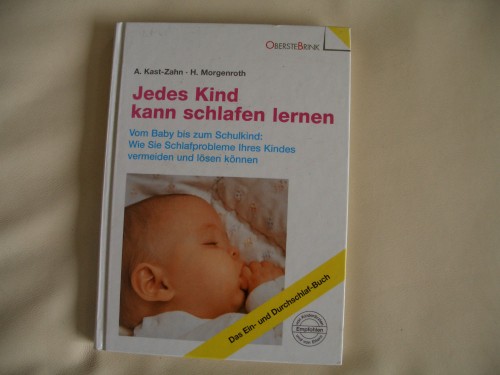 OBERSTEBRINK
A. Kast-Zahn · H. Morgenroth
Jedes Kind
kann schlafen lernen
Vom Baby bis zum Schulkind:
Wie Sie Schlafprobleme Ihres Kindes
vermeiden und lösen können
Das Ein- und Durchschlaf-Buch
Empfohlen